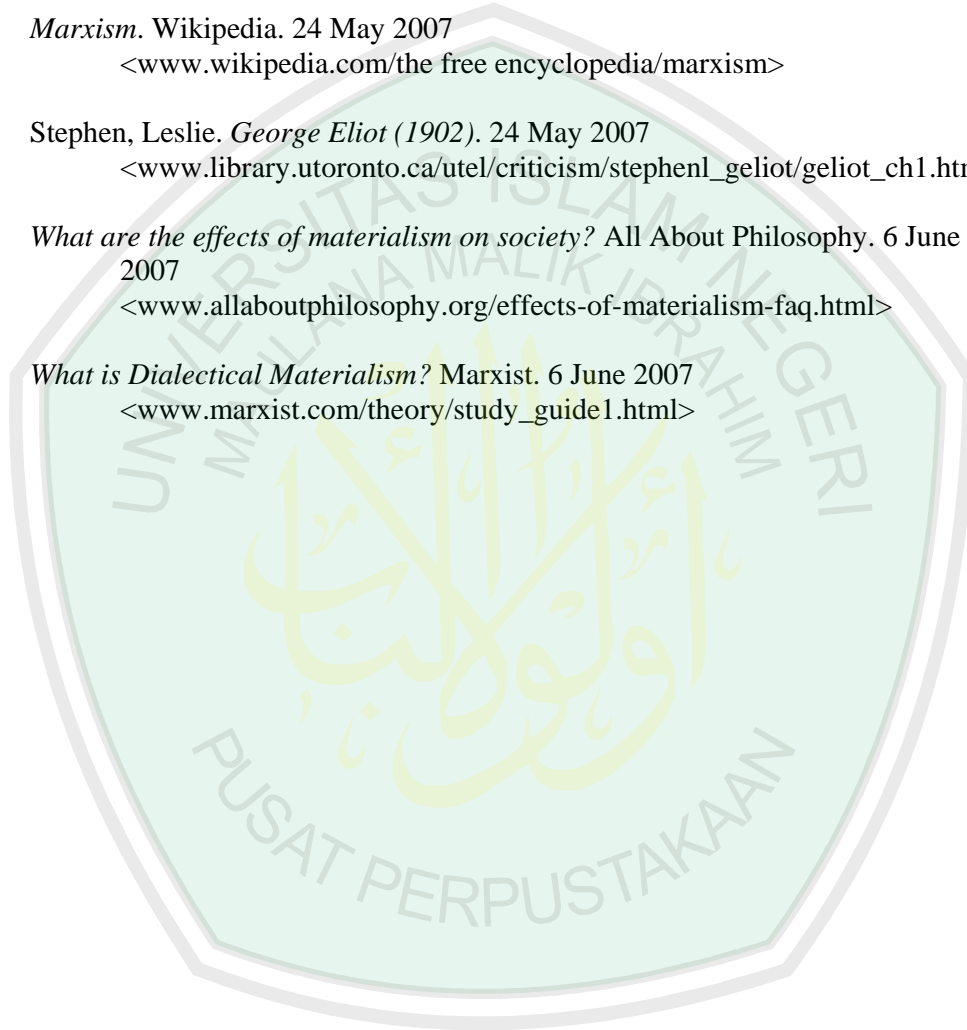 Marxism. Wikipedia. 24 May 2007
<www.wikipedia.com/the free encyclopedia/marxism>
Stephen, Leslie. George Eliot (1902). 24 May 2007
<www.library.utoronto.ca/utel/criticism/stephenl_geliot/geliot_ch1.htm
What are the effects of materialism on society? All About Philosophy. 6 June
2007
<www.allaboutphilosophy.org/effects-of-materialism-faq.html>
What is Dialectical Materialism? Marxist. 6 June 2007
<www.marxist.com/theory/study_guide1.html>
UNIVERSITAS ISLAM NEGERI
MAULANA MALIK IBRAHIM
PUSAT PERPUSTAKAAN